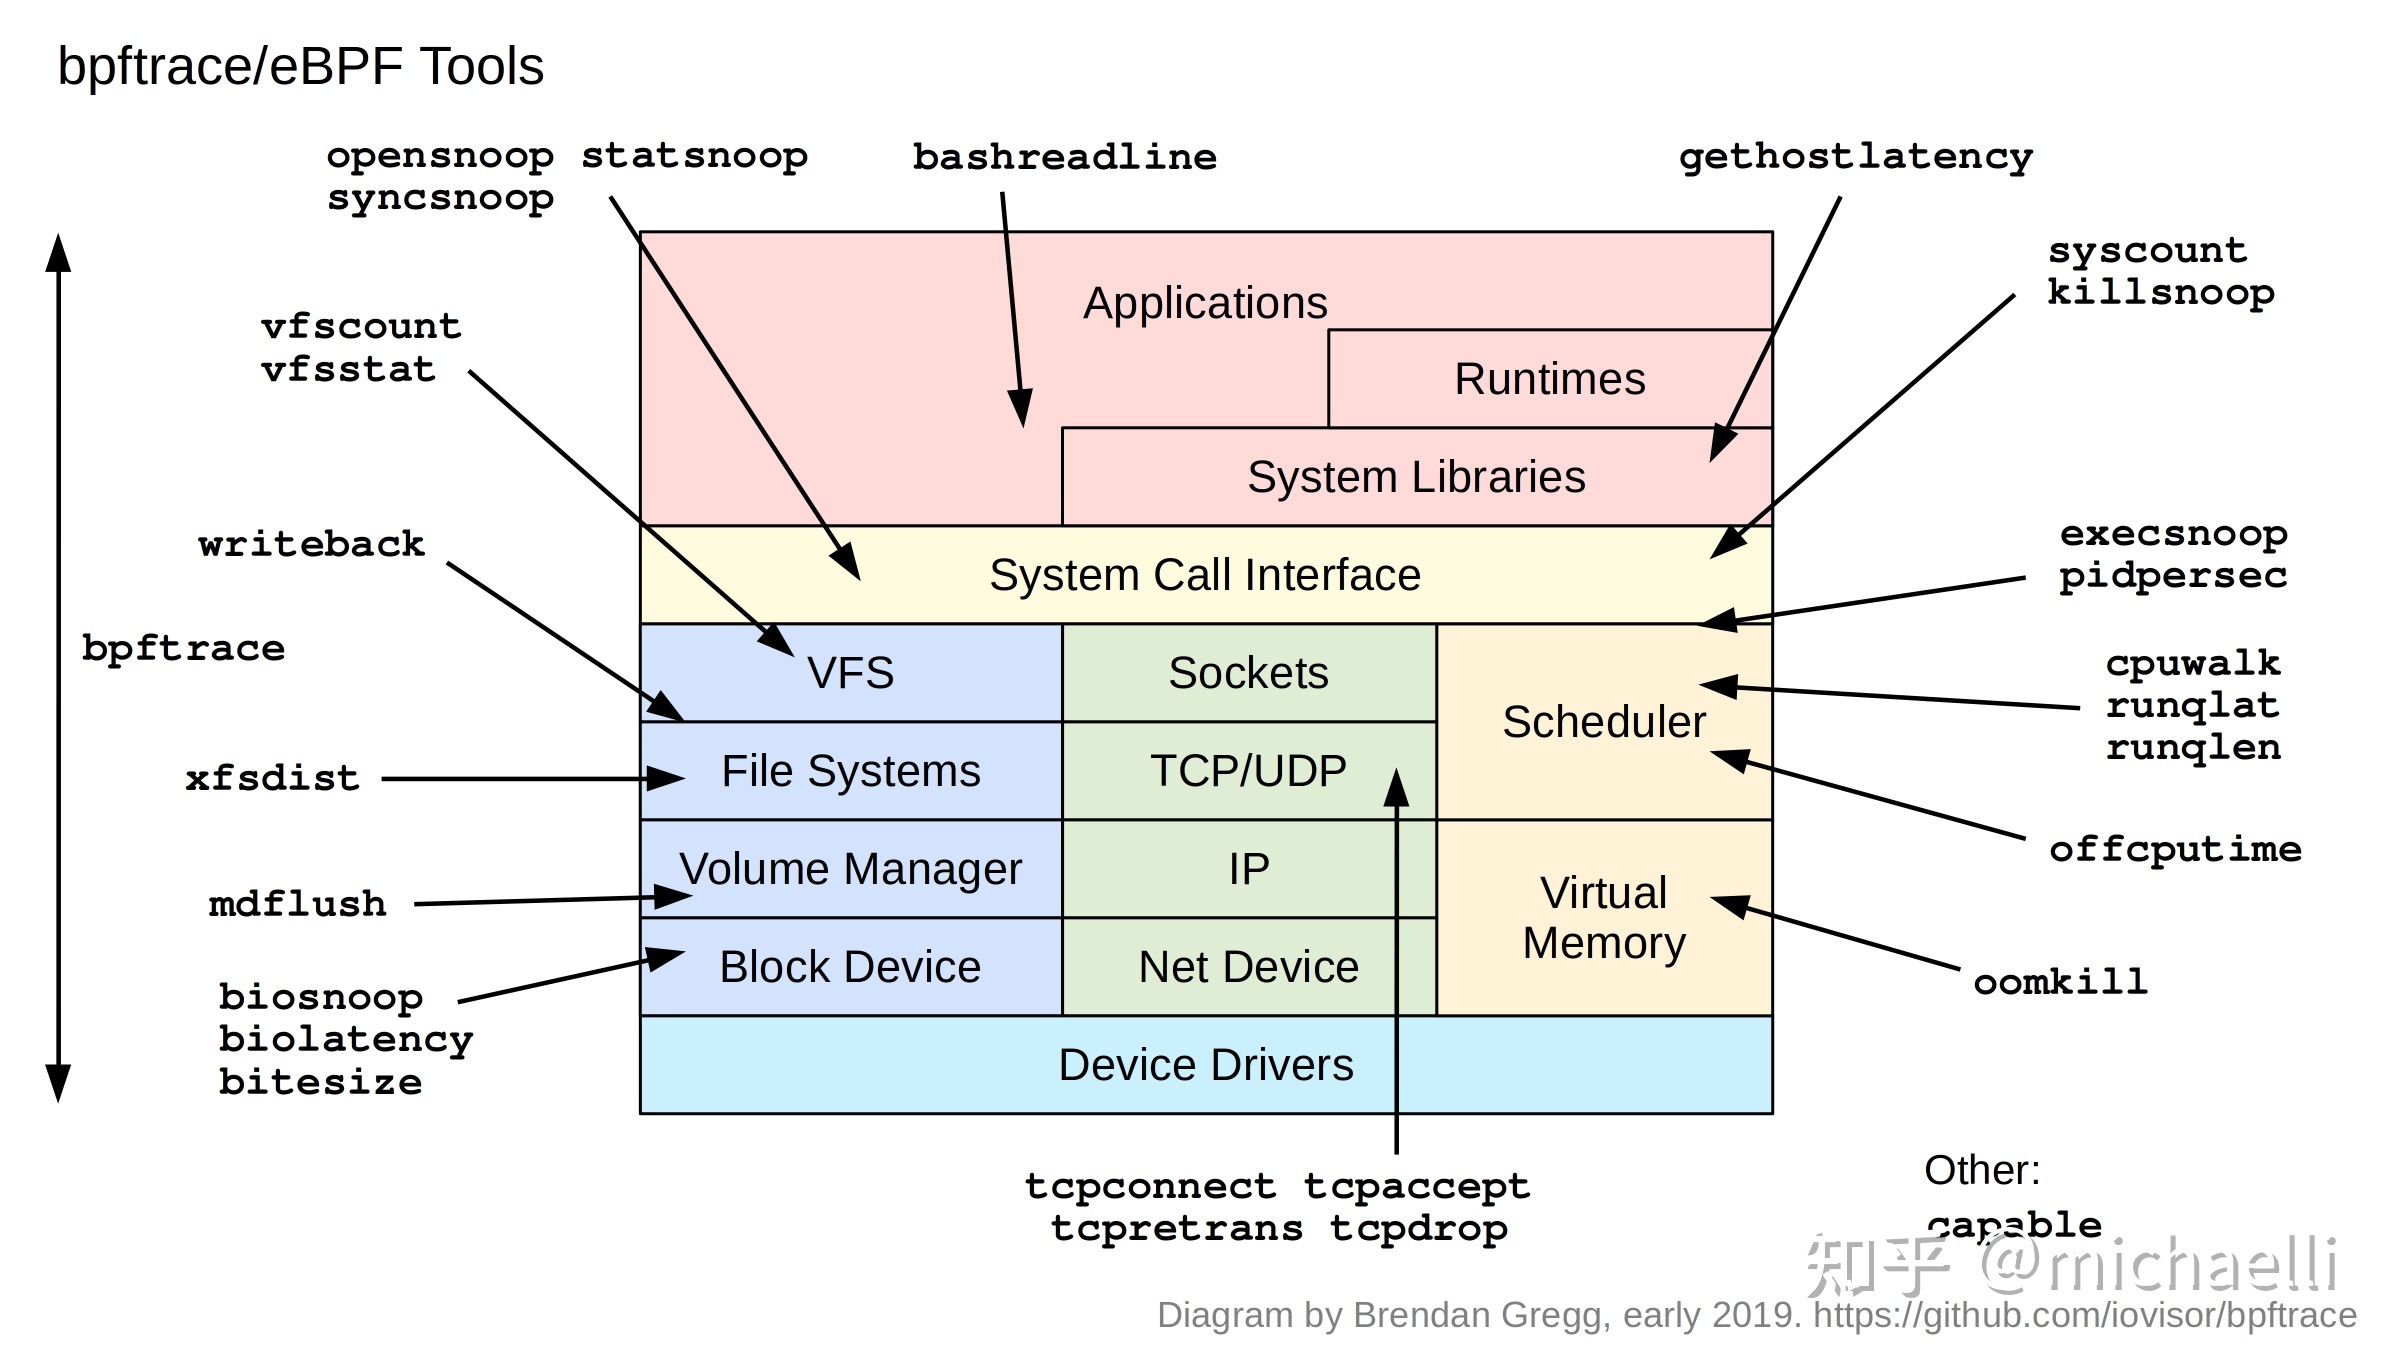 bpftrace/eBPF Tools
opensnoop statsnoop
syncsnoop
bashreadline
gethostlatency
syscount
killsnoop
vfscount
vfsstat
Applications
Runtimes
System Libraries
writeback
System Call Interface
execsnoop
pidpersec
bpftrace
VFS
Sockets
Scheduler
cpuwalk
runqlat
runqlen
xfsdist
File Systems
TCP/UDP
offcputime
mdflush
Volume Manager
IP
Virtual
Memory
oomkill
biosnoop
biolatency
bitesize
Block Device
Net Device
Device Drivers
tcpconnect tcpaccept
tcpretrans tcpdrop
Other:
capable
知乎 @michaelli
Diagram by Brendan Gregg, early 2019. https://github.com/iovisor/bpftrace